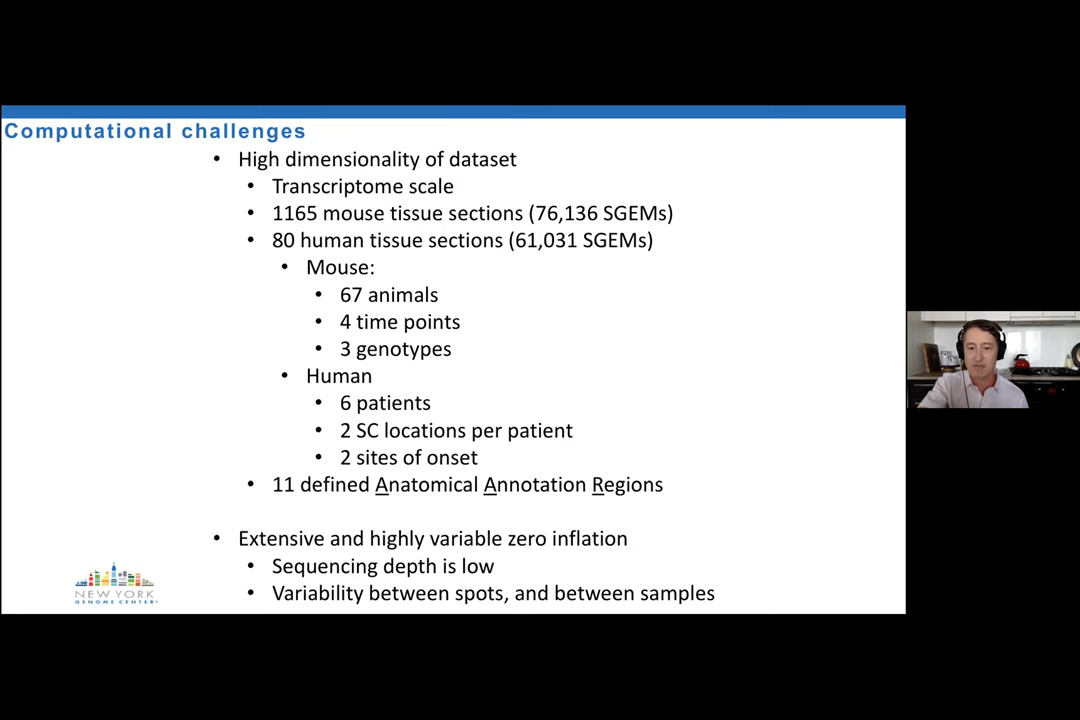 Computational challenges
• High dimensionality of dataset
• Transcriptome scale
• 1165 mouse tissue sections (76,136 SGEMs)
• 80 human tissue sections (61,031 SGEMs)
• Mouse:
• 67 animals
• 4 time points
• 3 genotypes
• Human
• 6 patients
• 2 SC locations per patient
• 2 sites of onset
• 11 defined Anatomical Annotation Regions
• Extensive and highly variable zero inflation
• Sequencing depth is low
• Variability between spots, and between samples
NEW YORK
GENOME CENTER